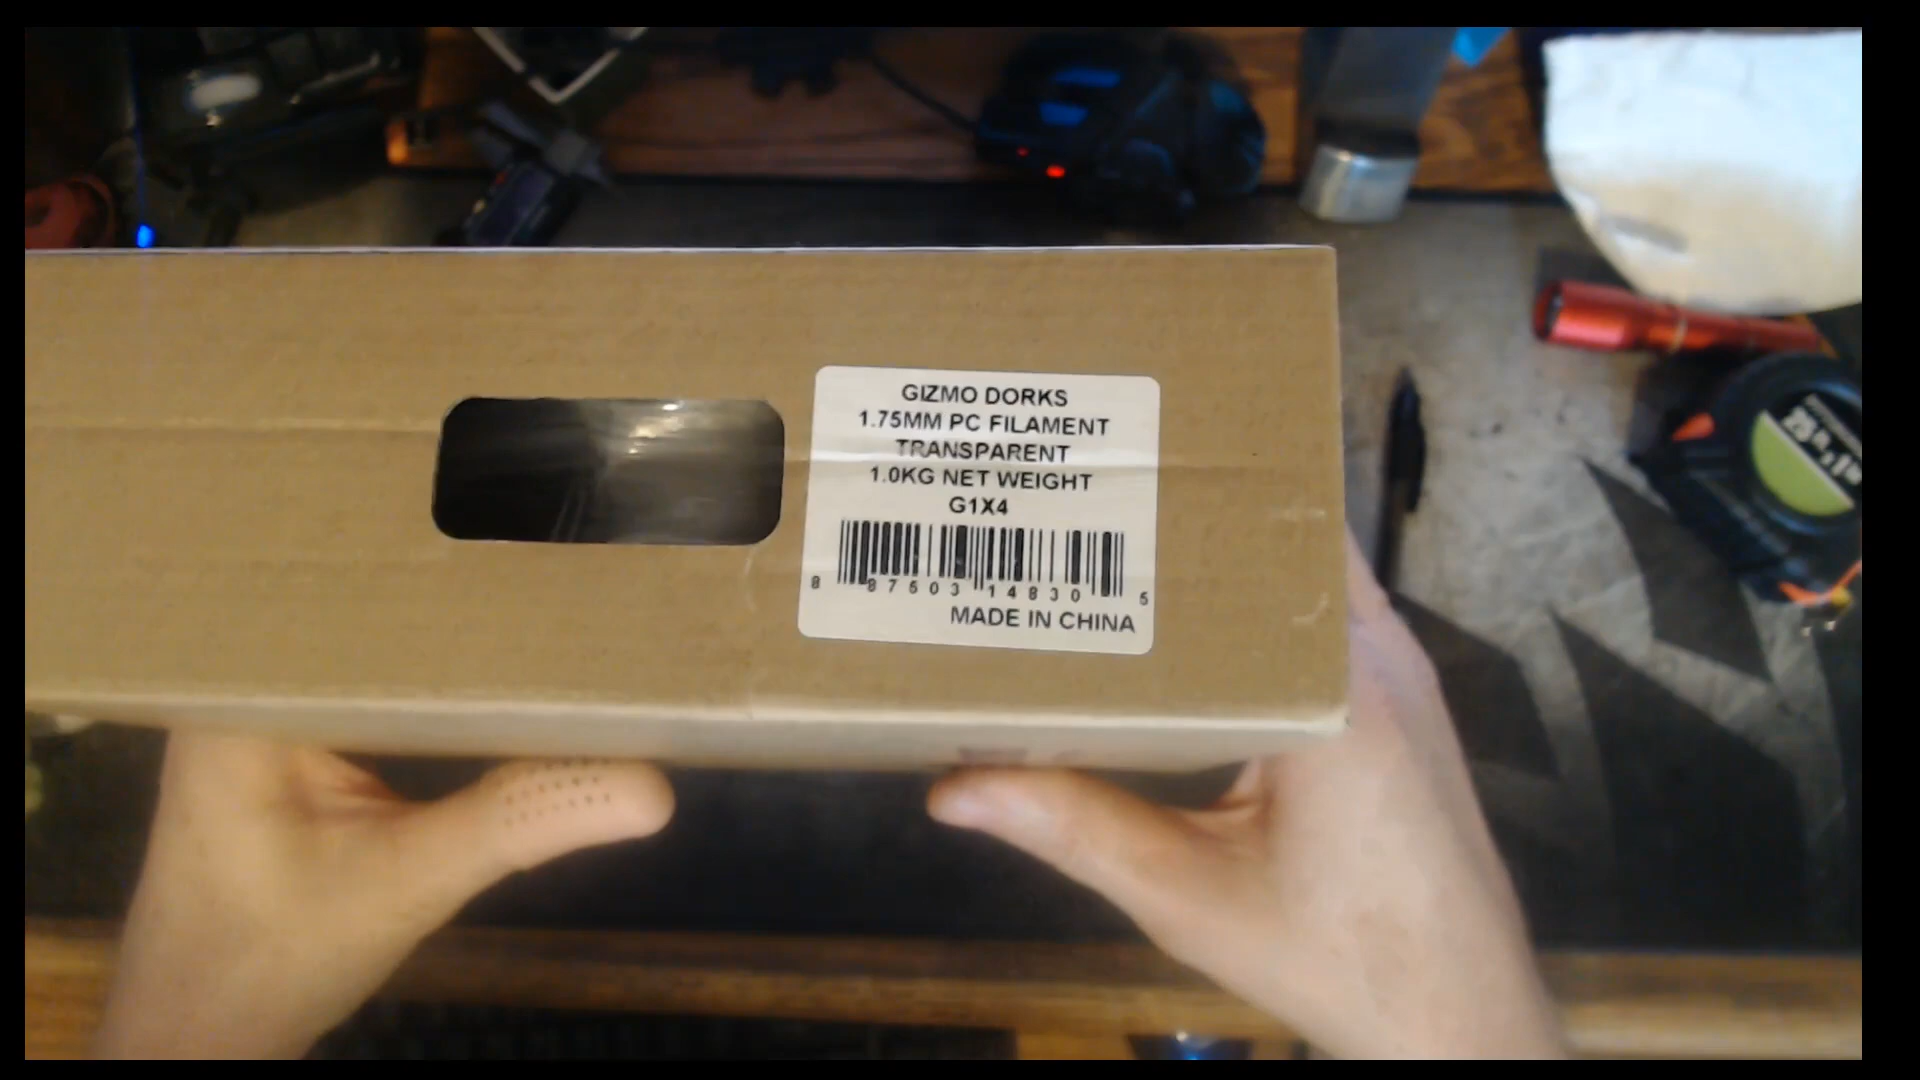 GIZMO DORKS
1.75MM PC FILAMENT
TRANSPARENT
1.0KG NET WEIGHT
G1X4
8 87503 14830 5
MADE IN CHINA